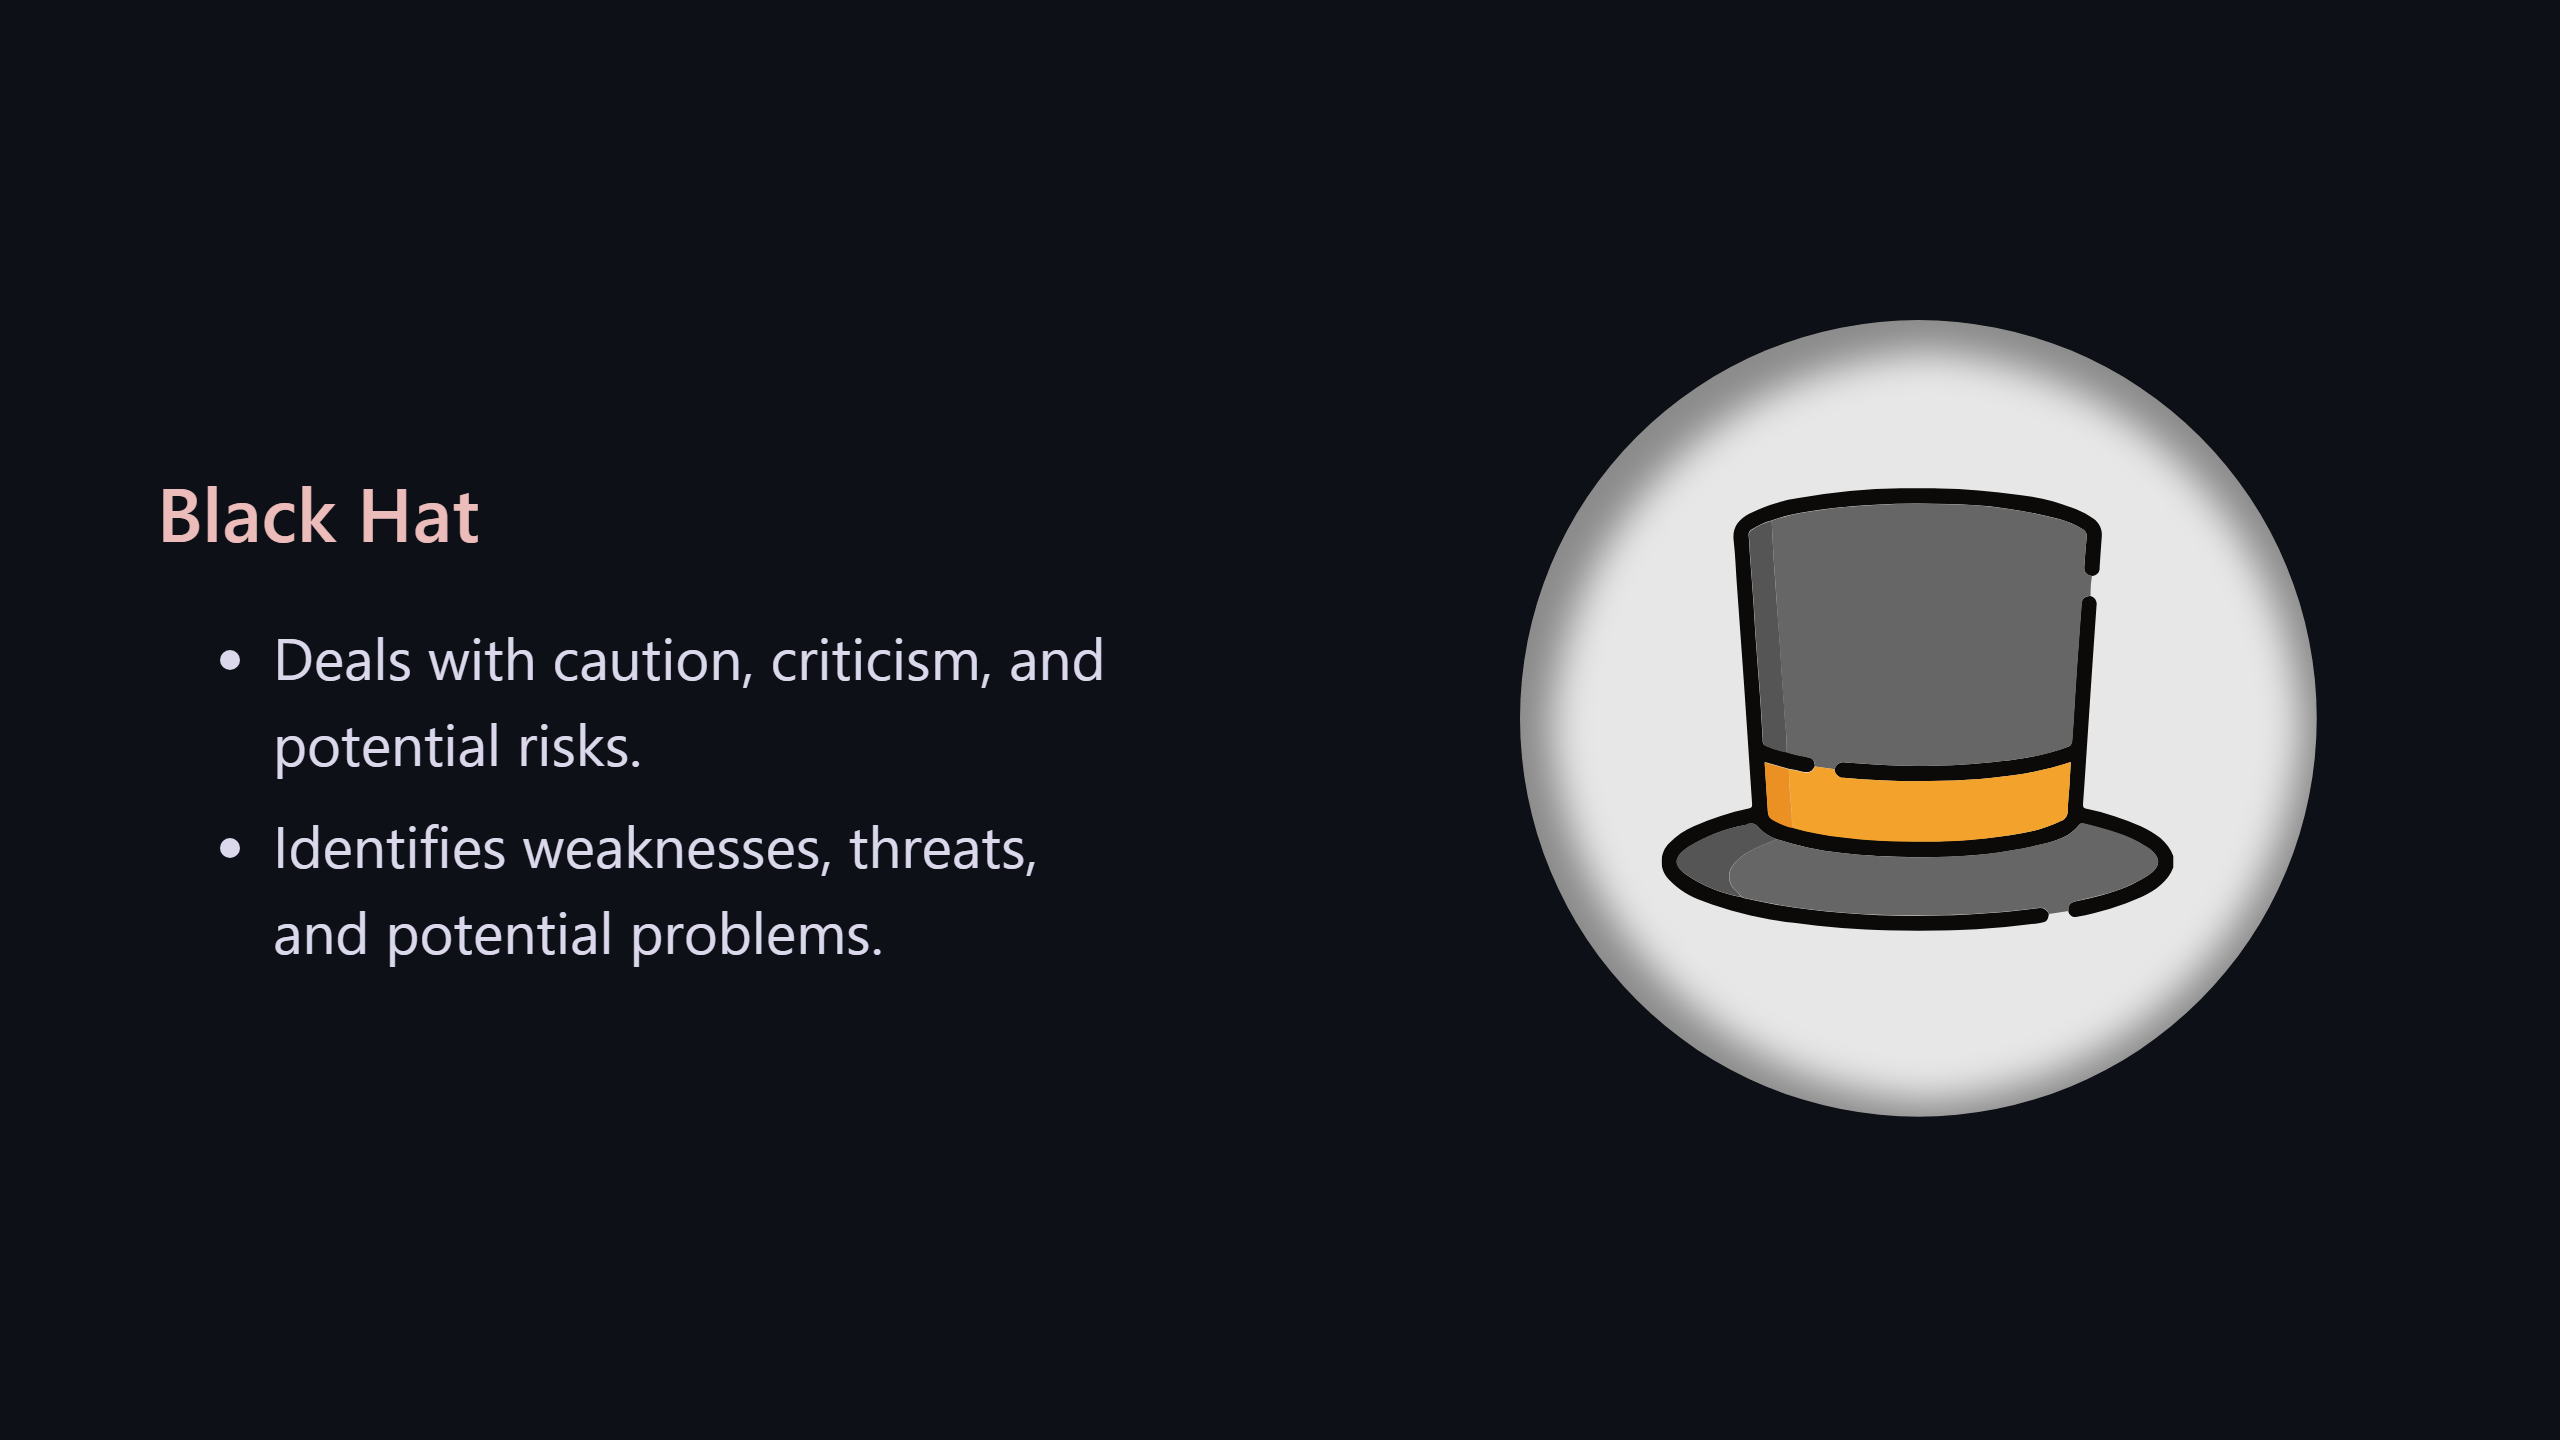 Black Hat
• Deals with caution, criticism, and
potential risks.
• Identifies weaknesses, threats,
and potential problems.